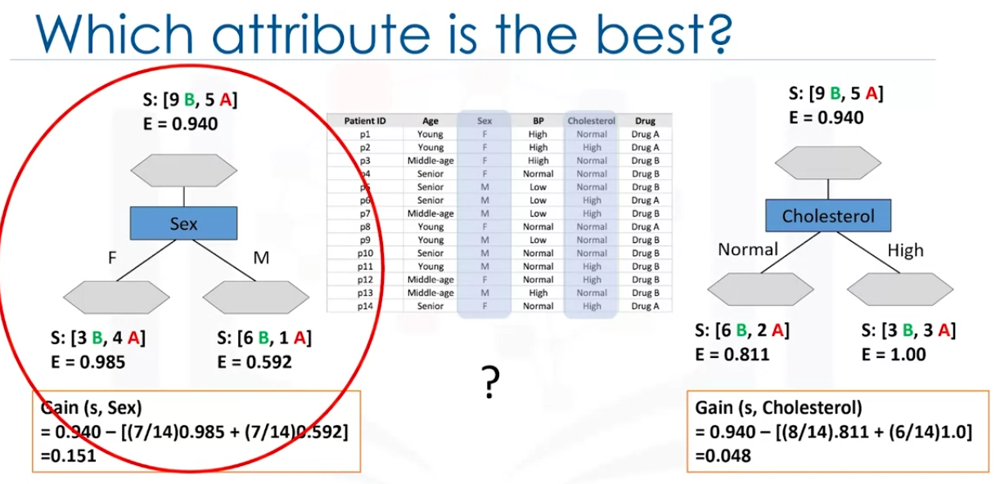 Which attribute is the best?
S: [9 B, 5 A]
E = 0.940
Sex
F
M
S: [3 B, 4 A]
E = 0.985
S: [6 B, 1 A]
E = 0.592
Gain (s, Sex)
= 0.940 – [(7/14)0.985 + (7/14)0.592]
=0.151
Patient ID Age Sex BP Cholesterol Drug
p1 Young F High Normal Drug A
p2 Young F High High Drug A
p3 Middle-age F Hiigh Normal Drug B
p4 Senior F Normal Normal Drug B
p5 Senior M Low Normal Drug B
p6 Senior M Low High Drug A
p7 Middle-age M Low High Drug B
p8 Young F Normal Normal Drug A
p9 Young M Low Normal Drug B
p10 Senior M Normal Normal Drug B
p11 Young M Normal High Drug B
p12 Middle-age F Normal High Drug B
p13 Middle-age M High Normal Drug B
p14 Senior F Normal High Drug A
?
S: [9 B, 5 A]
E = 0.940
Cholesterol
Normal
High
S: [6 B, 2 A]
E = 0.811
S: [3 B, 3 A]
E = 1.00
Gain (s, Cholesterol)
= 0.940 – [(8/14).811 + (6/14)1.0]
=0.048